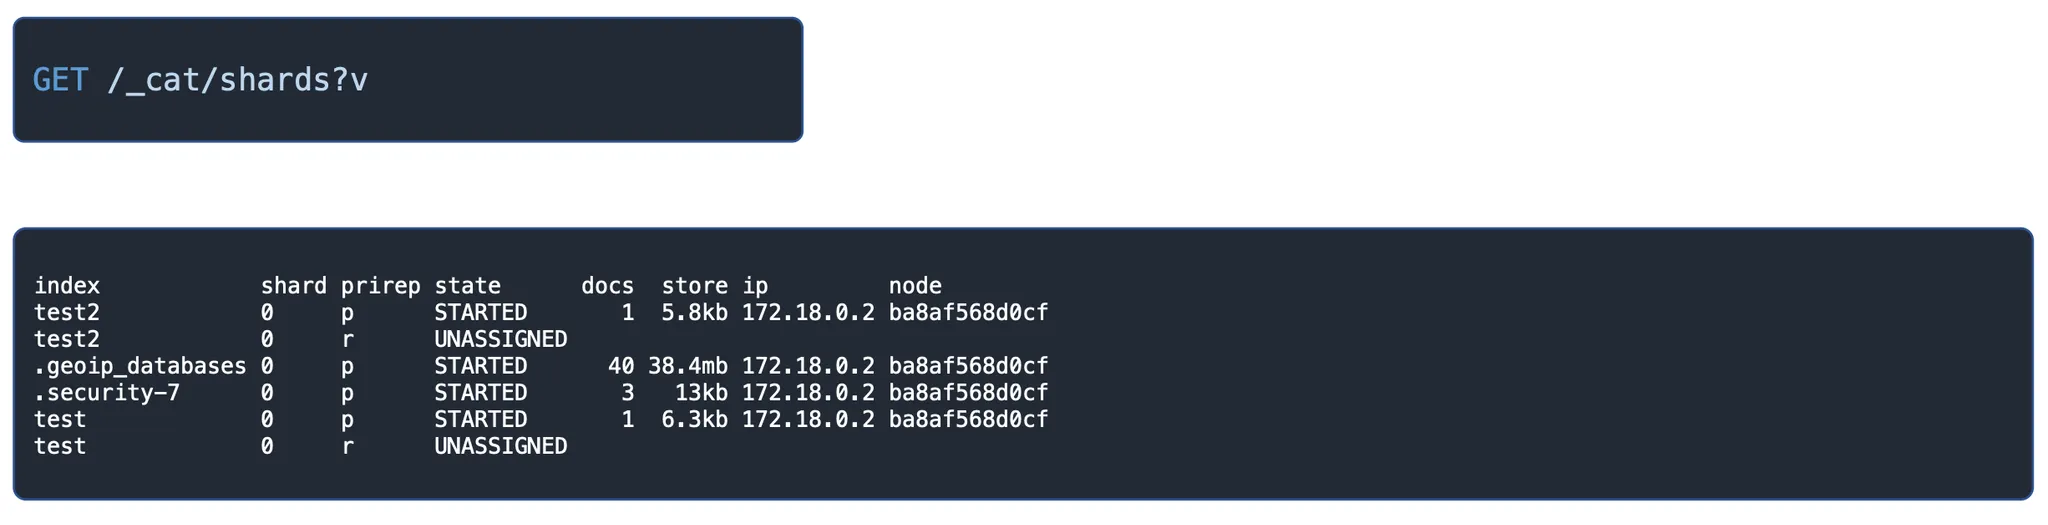 GET /_cat/shards?v
index            shard prirep state      docs  store ip         node
test2            0     p      STARTED       1  5.8kb 172.18.0.2 ba8af568d0cf
test2            0     r      UNASSIGNED
.geoip_databases 0     p      STARTED      40 38.4mb 172.18.0.2 ba8af568d0cf
.security-7      0     p      STARTED       3   13kb 172.18.0.2 ba8af568d0cf
test             0     p      STARTED       1  6.3kb 172.18.0.2 ba8af568d0cf
test             0     r      UNASSIGNED